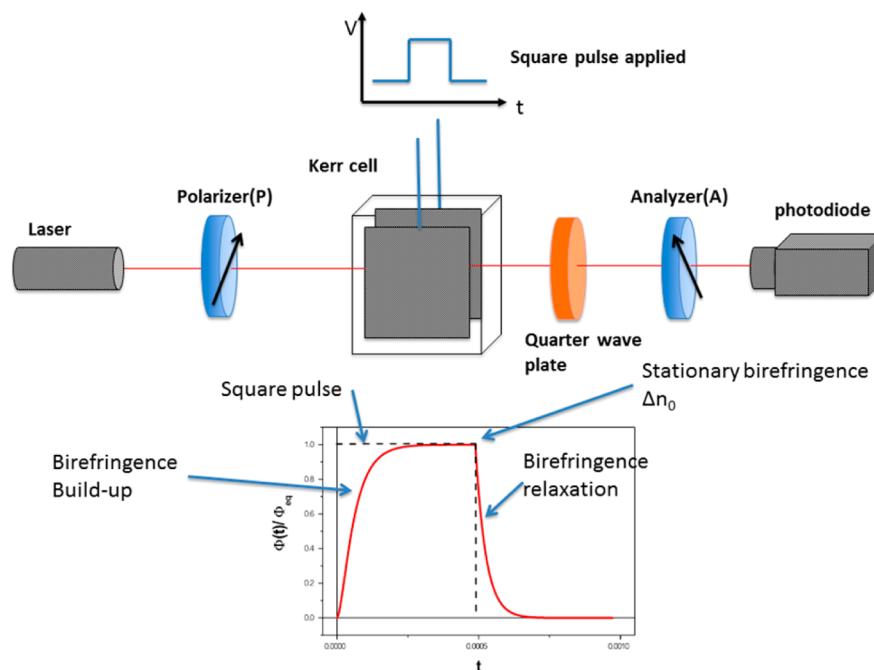 V
Square pulse applied
t
Kerr cell
Polarizer(P)
Analyzer(A)
Laser
photodiode
Quarter wave
plate
Square pulse
Stationary birefringence
Δn₀
Birefringence
Build-up
Birefringence
relaxation
Φ(t)/Φeq
1.0
0.8
0.6
0.4
0.2
0.0
0.0000
0.0005
0.0010
t